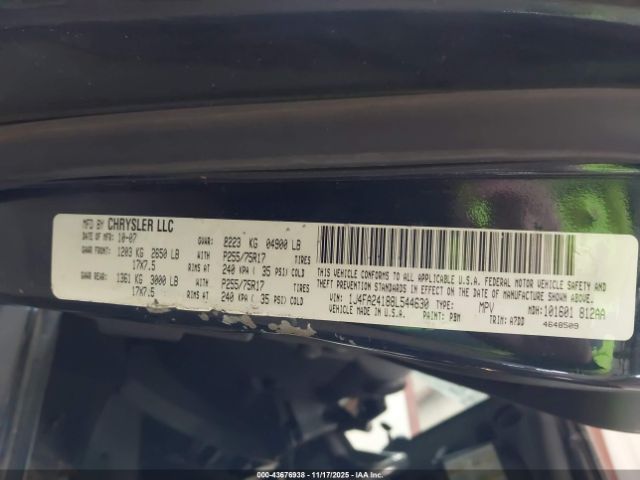 MFD BY CHRYSLER LLC
DATE OF MFR 10-07 GVWR: 2223 KG 04900 LB
GAWR FRONT: 1203 KG 2650 LB WITH P255/75R17 TIRES
17X7.5 RIMS AT 240 KPA ( 35 PSI) COLD
GAWR REAR: 1361 KG 3000 LB WITH P255/75R17 TIRES
17X7.5 RIMS AT 240 KPA ( 35 PSI) COLD
THIS VEHICLE CONFORMS TO ALL APPLICABLE U.S.A. FEDERAL MOTOR VEHICLE SAFETY AND
THEFT PREVENTION STANDARDS IN EFFECT ON THE DATE OF MANUFACTURE SHOWN ABOVE.
VIN: 1J4FA24188L544630 TYPE: MPV MDH: 101601 812AA
VEHICLE MADE IN U.S.A. PAINT: PBM TRIM: A7DD 4648509
000-43676938 - 11/17/2025 - IAAI.COM